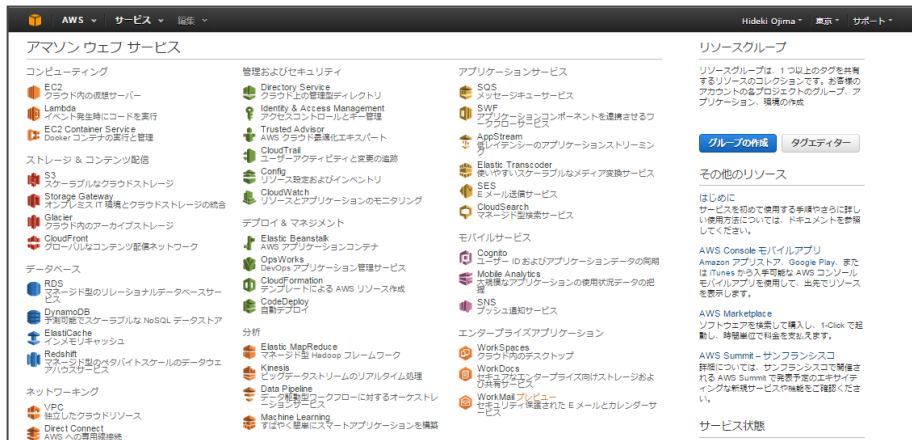 AWS サービス 編集 Hideki Ojima 東京 サポート
アマゾン ウェブ サービス
コンピューティング
EC2
クラウド内の仮想サーバー
Lambda
イベント発生時にコードを実行
EC2 Container Service
Docker コンテナの実行と管理
ストレージ & コンテンツ配信
S3
スケーラブルなクラウドストレージ
Storage Gateway
オンプレミス IT 環境とクラウドストレージの統合
Glacier
クラウド内のアーカイブストレージ
CloudFront
グローバルなコンテンツ配信ネットワーク
データベース
RDS
マネージド型のリレーショナルデータベースサー
ビス
DynamoDB
予測可能でスケーラブルな NoSQL データストア
ElastiCache
インメモリキャッシュ
Redshift
マネージド型のペタバイトスケールのデータウェ
アハウスサービス
ネットワーキング
VPC
独立したクラウドリソース
Direct Connect
AWS への専用線接続
管理およびセキュリティ
Directory Service
クラウド上の管理型ディレクトリ
Identity & Access Management
アクセスコントロールとキー管理
Trusted Advisor
AWS クラウド最適化エキスパート
CloudTrail
ユーザーアクティビティと変更の追跡
Config
リソース設定およびインベントリ
CloudWatch
リソースとアプリケーションのモニタリング
デプロイ & マネジメント
Elastic Beanstalk
AWS アプリケーションコンテナ
OpsWorks
DevOps アプリケーション管理サービス
CloudFormation
テンプレートによる AWS リソース作成
CodeDeploy
自動デプロイ
分析
Elastic MapReduce
マネージド型 Hadoop フレームワーク
Kinesis
ビッグデータストリームのリアルタイム処理
Data Pipeline
データ駆動型ワークフローに対するオーケストレ
ーションサービス
Machine Learning
すばやく簡単にスマートアプリケーションを構築
アプリケーションサービス
SQS
メッセージキューサービス
SWF
アプリケーションコンポーネントを連携させるワ
ークフローサービス
AppStream
低レイテンシーのアプリケーションストリーミン
グ
Elastic Transcoder
使いやすいスケーラブルなメディア変換サービス
SES
E メール送信サービス
CloudSearch
マネージド型検索サービス
モバイルサービス
Cognito
ユーザー ID およびアプリケーションデータの同期
Mobile Analytics
大規模なアプリケーションの使用状況データの把
握
SNS
プッシュ通知サービス
エンタープライズアプリケーション
WorkSpaces
クラウド内のデスクトップ
WorkDocs
セキュアなエンタープライズ向けストレージおよ
び共有サービス
WorkMail プレビュー
セキュリティ保護された E メールとカレンダーサ
ービス
リソースグループ
リソースグループは、1 つ以上のタグを共有
するリソースのコレクションです。お客様の
アカウントの各プロジェクトのグループ、ア
プリケーション、環境の作成
グループの作成 タグエディター
その他のリソース
はじめに
サービスを初めて使用する手順やさらに詳し
い使用方法については、ドキュメントを参照
してください。
AWS Console モバイルアプリ
Amazon アプリストア、Google Play、また
は iTunes から入手可能な AWS コンソール
モバイルアプリを使用して、出先でリソース
を表示します。
AWS Marketplace
ソフトウェアを検索して購入し、1-Click で起
動し、時間単位で料金を支払えます。
AWS Summit – サンフランシスコ
詳細については、サンフランシスコで開催さ
れる AWS Summit で発表予定のエキサイテ
ィングな新規サービスや機能をご確認くださ
い。
サービス状態